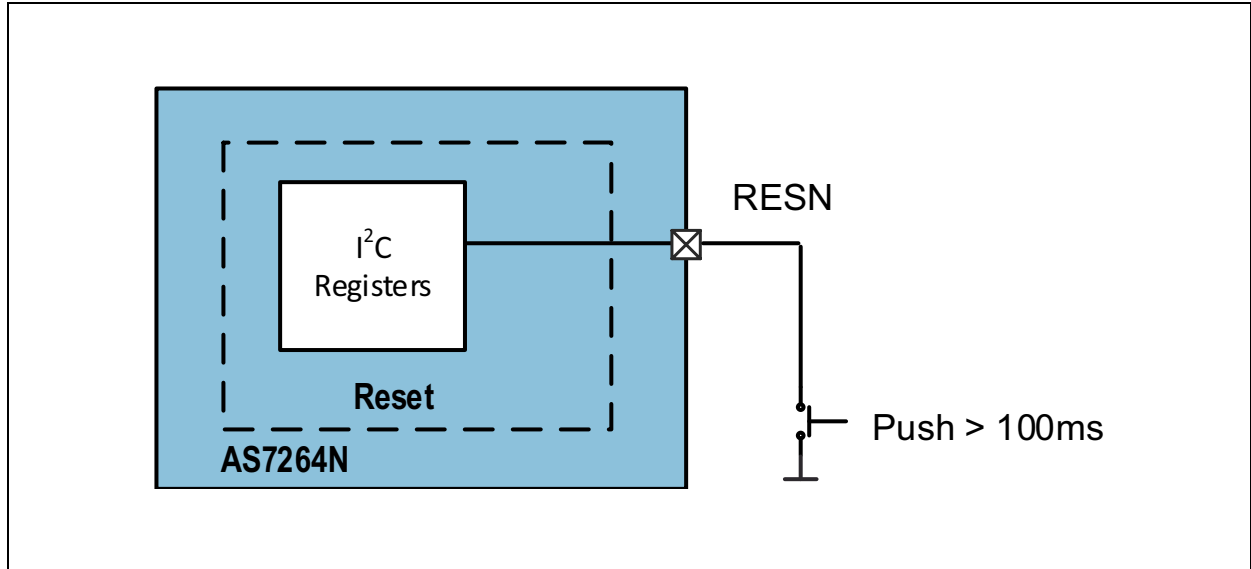 RESN
I²C
Registers
Reset
Push > 100ms
AS7264N